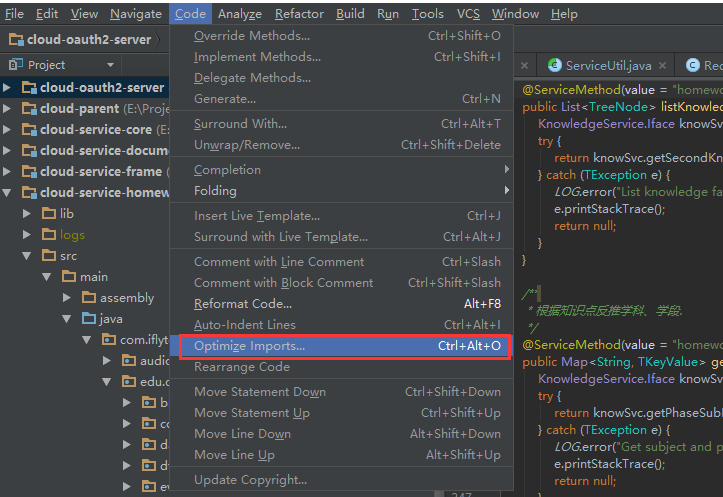 File Edit View Navigate Code Analyze Refactor Build Run Tools VCS Window Help
cloud-oauth2-server
Project
cloud-oauth2-server
cloud-parent (E:\Proje
cloud-service-core (E:
cloud-service-docum
cloud-service-frame (
cloud-service-homew
lib
logs
src
main
assembly
java
com.iflyt
audio
edu.c
b
co
da
d
ev
Override Methods... Ctrl+Shift+O
Implement Methods... Ctrl+Shift+I
Delegate Methods...
Generate... Ctrl+N
Surround With... Ctrl+Alt+T
Unwrap/Remove... Ctrl+Shift+Delete
Completion
Folding
Insert Live Template... Ctrl+J
Surround with Live Template... Ctrl+Alt+J
Comment with Line Comment Ctrl+Slash
Comment with Block Comment Ctrl+Shift+Slash
Reformat Code... Alt+F8
Auto-Indent Lines Ctrl+Alt+I
Optimize Imports... Ctrl+Alt+O
Rearrange Code
Move Statement Down Ctrl+Shift+Down
Move Statement Up Ctrl+Shift+Up
Move Line Down Alt+Shift+Down
Move Line Up Alt+Shift+Up
Update Copyright...
ServiceUtil.java Rec
@ServiceMethod(value = "homew
public List<TreeNode> listKnowled
KnowledgeService.Iface knowSv
try {
return knowSvc.getSecondKn
} catch (TException e) {
LOG.error("List knowledge fa
e.printStackTrace();
return null;
}
}
/**
* 根据知识点反推学科、学段.
*/
@ServiceMethod(value = "homew
public Map<String, TKeyValue> ge
KnowledgeService.Iface knowSv
try {
return knowSvc.getPhaseSub
} catch (TException e) {
LOG.error("Get subject and p
e.printStackTrace();
return null;
247